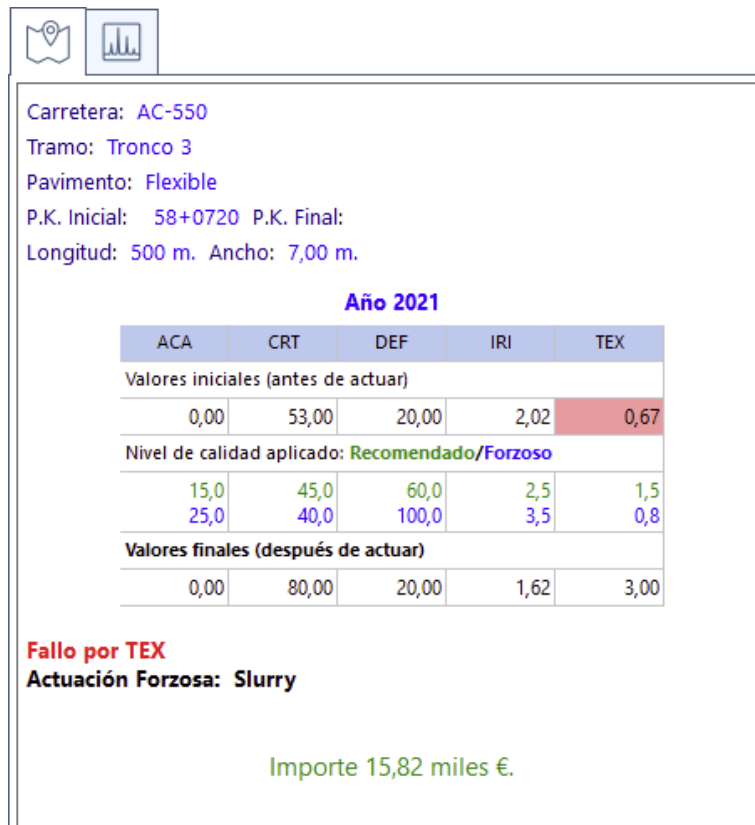 Carretera: AC-550
Tramo: Tronco 3
Pavimento: Flexible
P.K. Inicial: 58+0720 P.K. Final:
Longitud: 500 m. Ancho: 7,00 m.
Año 2021
ACA CRT DEF IRI TEX
Valores iniciales (antes de actuar)
0,00 53,00 20,00 2,02 0,67
Nivel de calidad aplicado: Recomendado/Forzoso
15,0 45,0 60,0 2,5 1,5
25,0 40,0 100,0 3,5 0,8
Valores finales (después de actuar)
0,00 80,00 20,00 1,62 3,00
Fallo por TEX
Actuación Forzosa: Slurry
Importe 15,82 miles €.